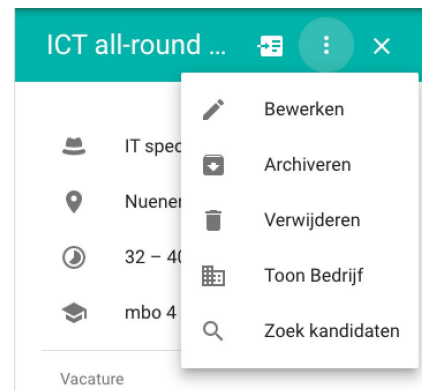 ICT all-round ...
Bewerken
IT spec
Archiveren
Nuenen
Verwijderen
32 – 40
Toon Bedrijf
mbo 4
Zoek kandidaten
Vacature